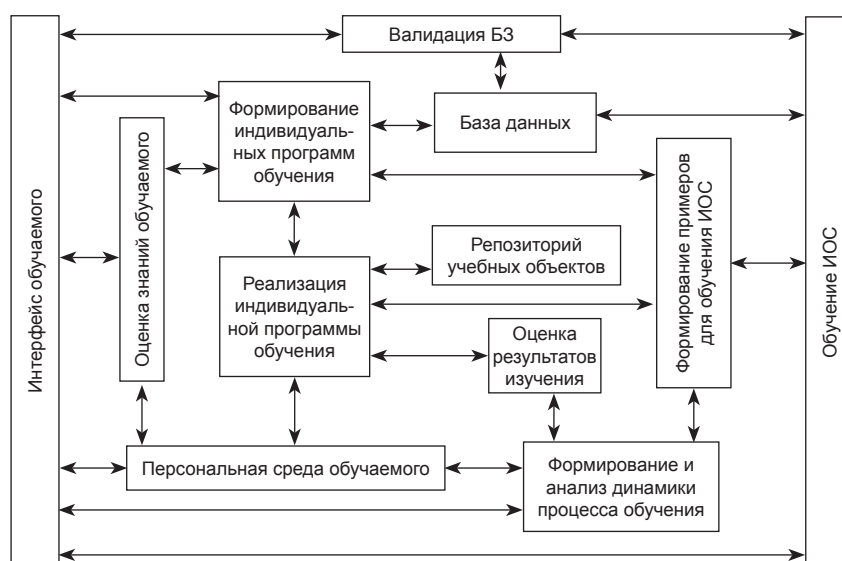 Интерфейс обучаемого
Валидация БЗ
Формирование
индивидуаль-
ных программ
обучения
База данных
Оценка знаний обучаемого
Репозиторий
учебных объектов
Реализация
индивидуаль-
ной программы
обучения
Оценка
результатов
изучения
Формирование примеров
для обучения ИОС
Персональная среда обучаемого
Формирование и
анализ динамики
процесса обучения
Обучение ИОС